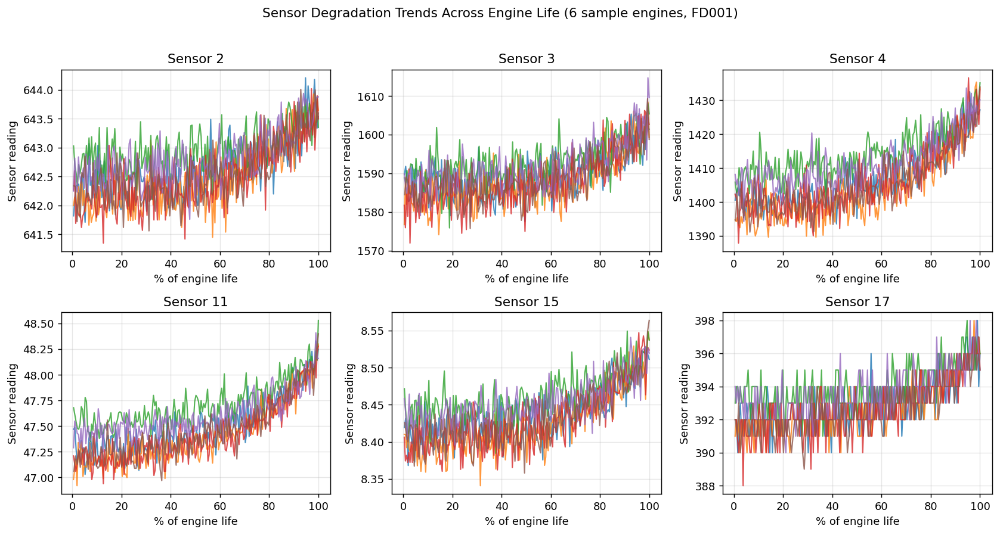 Sensor Degradation Trends Across Engine Life (6 sample engines, FD001)
Sensor 2
Sensor reading
644.0
643.5
643.0
642.5
642.0
641.5
0 20 40 60 80 100
% of engine life
Sensor 3
Sensor reading
1610
1600
1590
1580
1570
0 20 40 60 80 100
% of engine life
Sensor 4
Sensor reading
1430
1420
1410
1400
1390
0 20 40 60 80 100
% of engine life
Sensor 11
Sensor reading
48.50
48.25
48.00
47.75
47.50
47.25
47.00
0 20 40 60 80 100
% of engine life
Sensor 15
Sensor reading
8.55
8.50
8.45
8.40
8.35
0 20 40 60 80 100
% of engine life
Sensor 17
Sensor reading
398
396
394
392
390
388
0 20 40 60 80 100
% of engine life